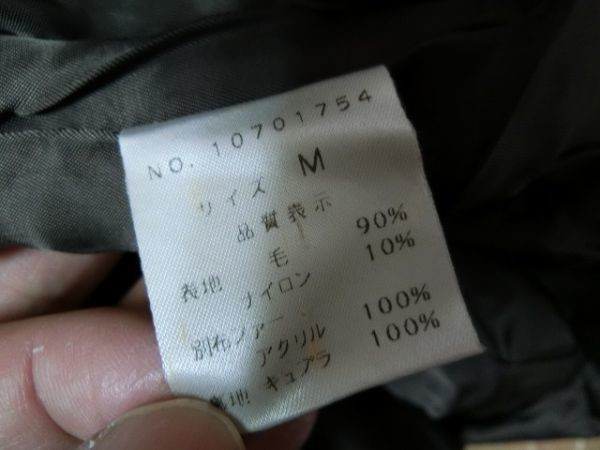 NO. 10701754
サイズ M
品質表示
表地 毛 90%
ナイロン 10%
別布ファー
アクリル 100%
裏地 キュプラ 100%